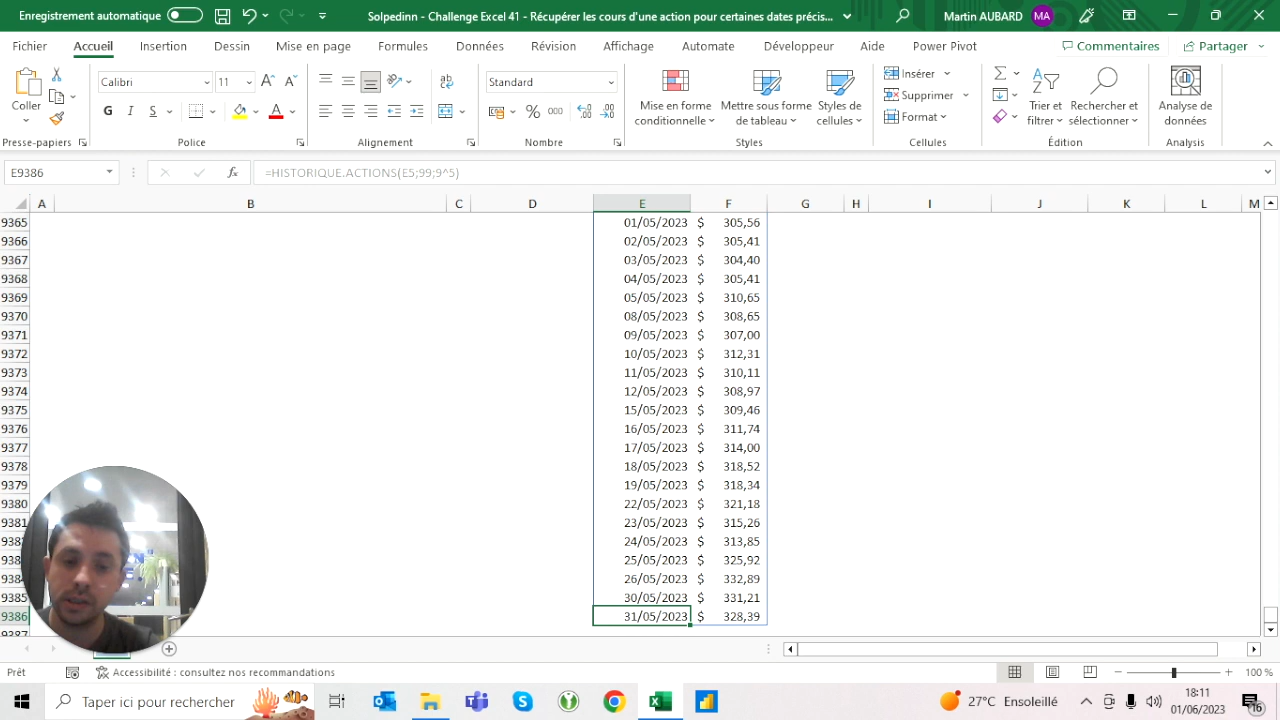 Enregistrement automatique
Solpedinn - Challenge Excel 41 - Récupérer les cours d'une action pour certaines dates précis...
Martin AUBARD MA
Fichier Accueil Insertion Dessin Mise en page Formules Données Révision Affichage Automate Développeur Aide Power Pivot Commentaires Partager
Coller
Presse-papiers
Calibri 11
G I S A
Police
Alignement
Standard
% 000
Nombre
Mise en forme conditionnelle
Mettre sous forme de tableau
Styles de cellules
Styles
Insérer
Supprimer
Format
Cellules
Trier et filtrer
Rechercher et sélectionner
Édition
Analyse de données
Analysis
E9386 fx =HISTORIQUE.ACTIONS(E5;99;9^5)
A B C D E F G H I J K L M
9365 01/05/2023 $ 305,56
9366 02/05/2023 $ 305,41
9367 03/05/2023 $ 304,40
9368 04/05/2023 $ 305,41
9369 05/05/2023 $ 310,65
9370 08/05/2023 $ 308,65
9371 09/05/2023 $ 307,00
9372 10/05/2023 $ 312,31
9373 11/05/2023 $ 310,11
9374 12/05/2023 $ 308,97
9375 15/05/2023 $ 309,46
9376 16/05/2023 $ 311,74
9377 17/05/2023 $ 314,00
9378 18/05/2023 $ 318,52
9379 19/05/2023 $ 318,34
9380 22/05/2023 $ 321,18
9381 23/05/2023 $ 315,26
24/05/2023 $ 313,85
25/05/2023 $ 325,92
26/05/2023 $ 332,89
9385 30/05/2023 $ 331,21
9386 31/05/2023 $ 328,39
Prêt Accessibilité : consultez nos recommandations 100 %
Taper ici pour rechercher
27°C Ensoleillé
18:11
01/06/2023
16